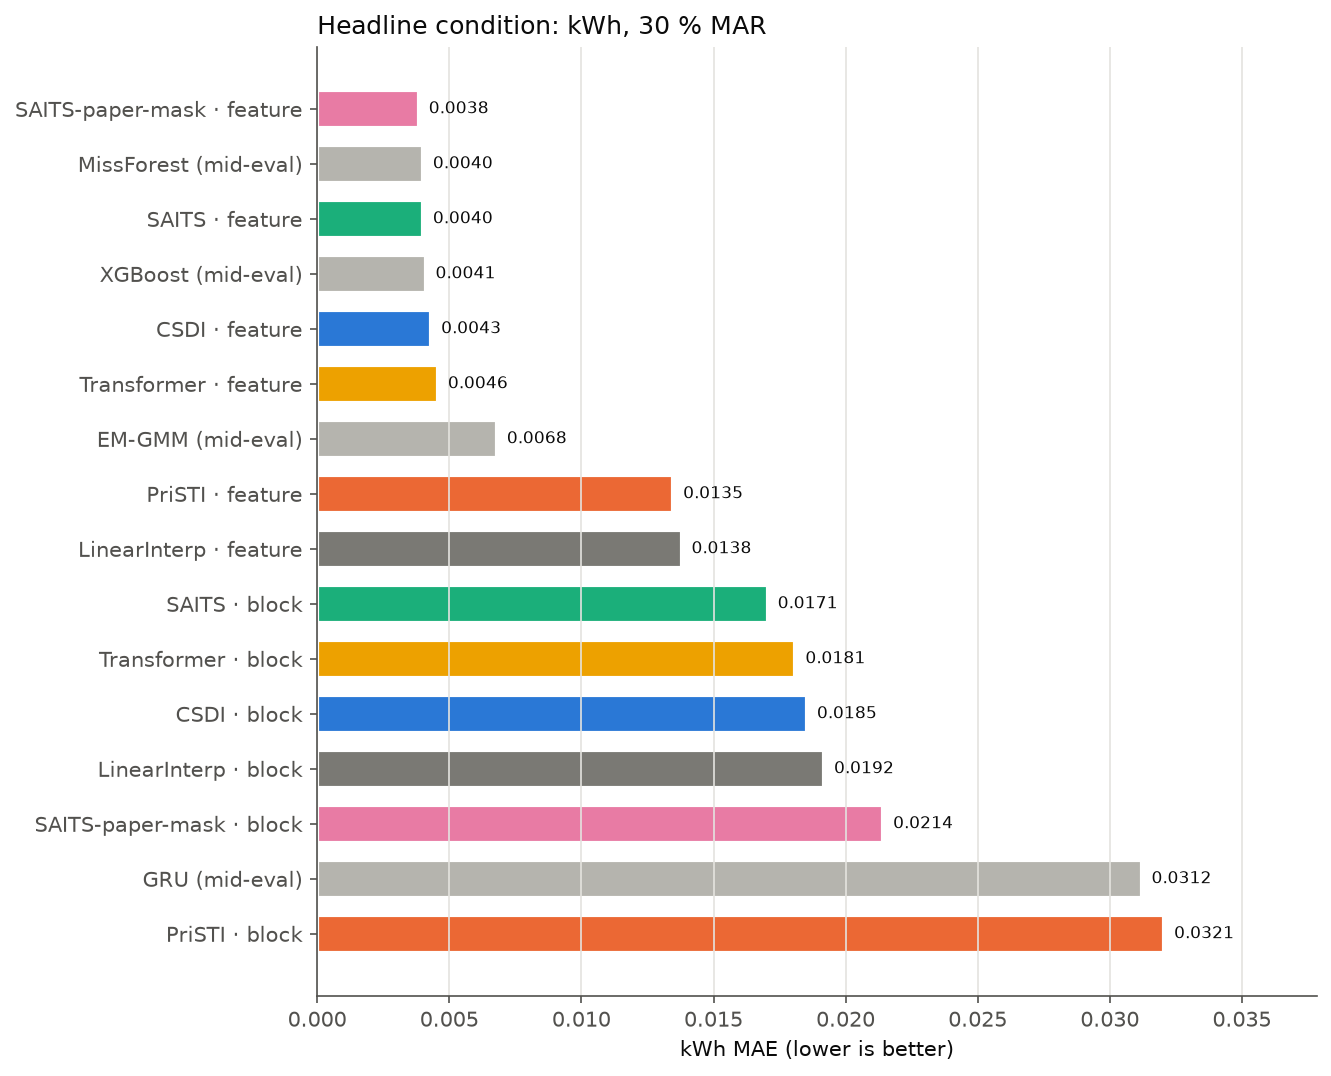 Headline condition: kWh, 30 % MAR
SAITS-paper-mask · feature 0.0038
MissForest (mid-eval) 0.0040
SAITS · feature 0.0040
XGBoost (mid-eval) 0.0041
CSDI · feature 0.0043
Transformer · feature 0.0046
EM-GMM (mid-eval) 0.0068
PriSTI · feature 0.0135
LinearInterp · feature 0.0138
SAITS · block 0.0171
Transformer · block 0.0181
CSDI · block 0.0185
LinearInterp · block 0.0192
SAITS-paper-mask · block 0.0214
GRU (mid-eval) 0.0312
PriSTI · block 0.0321
0.000 0.005 0.010 0.015 0.020 0.025 0.030 0.035
kWh MAE (lower is better)